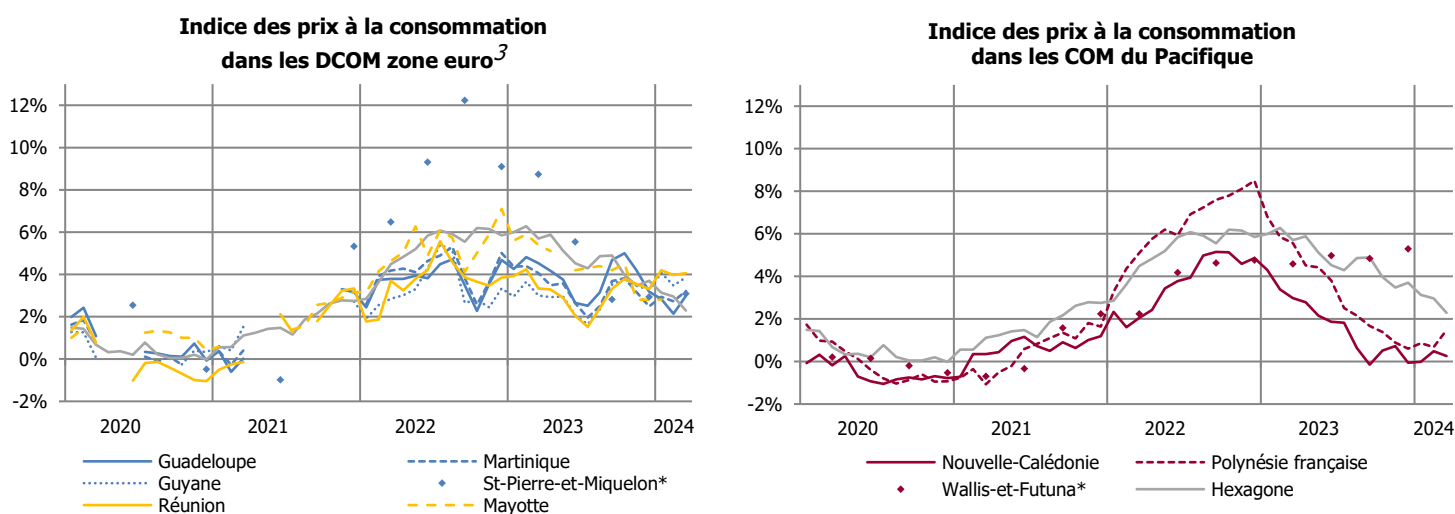 Indice des prix à la consommation
dans les DCOM zone euro3
12%
10%
8%
6%
4%
2%
0%
-2%
2020
2021
2022
2023
2024
Guadeloupe
Martinique
Guyane
St-Pierre-et-Miquelon*
Réunion
Mayotte
Indice des prix à la consommation
dans les COM du Pacifique
12%
10%
8%
6%
4%
2%
0%
-2%
2020
2021
2022
2023
2024
Nouvelle-Calédonie
Polynésie française
Wallis-et-Futuna*
Hexagone